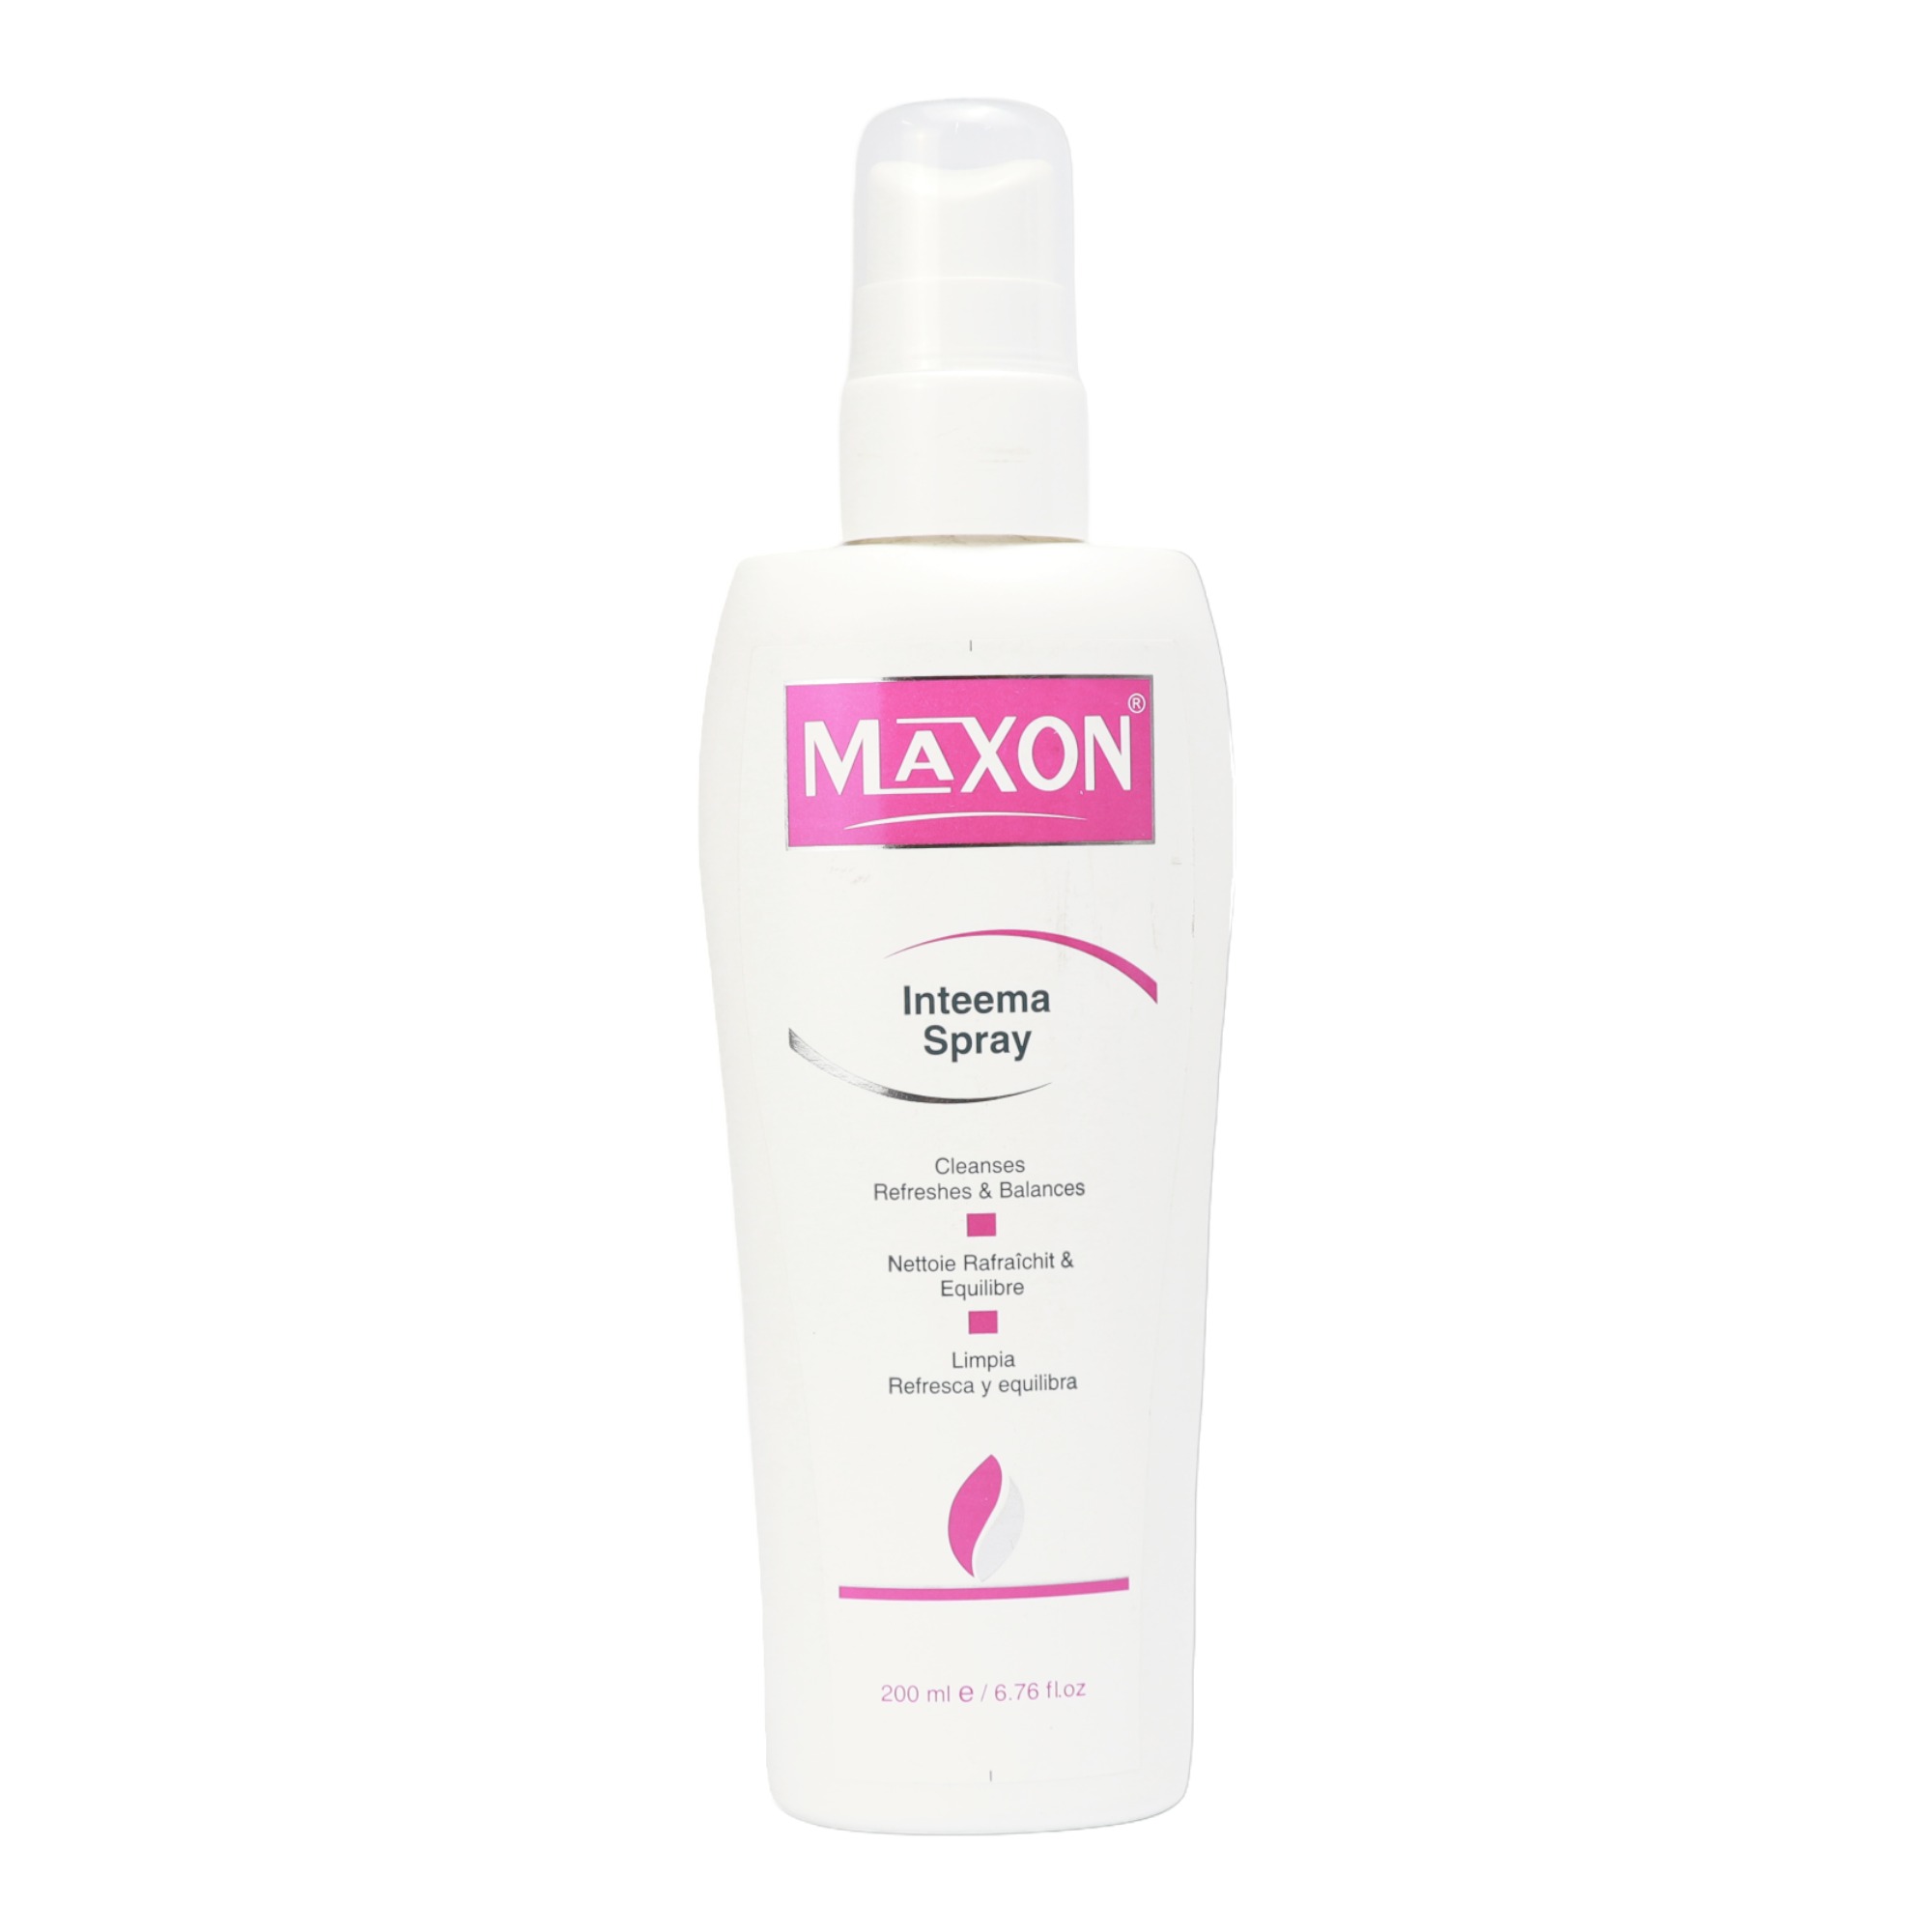 MAXON®
Inteema
Spray
Cleanses
Refreshes & Balances
Nettoie Rafraîchit &
Equilibre
Limpia
Refresca y equilibra
200 ml e / 6.76 fl.oz